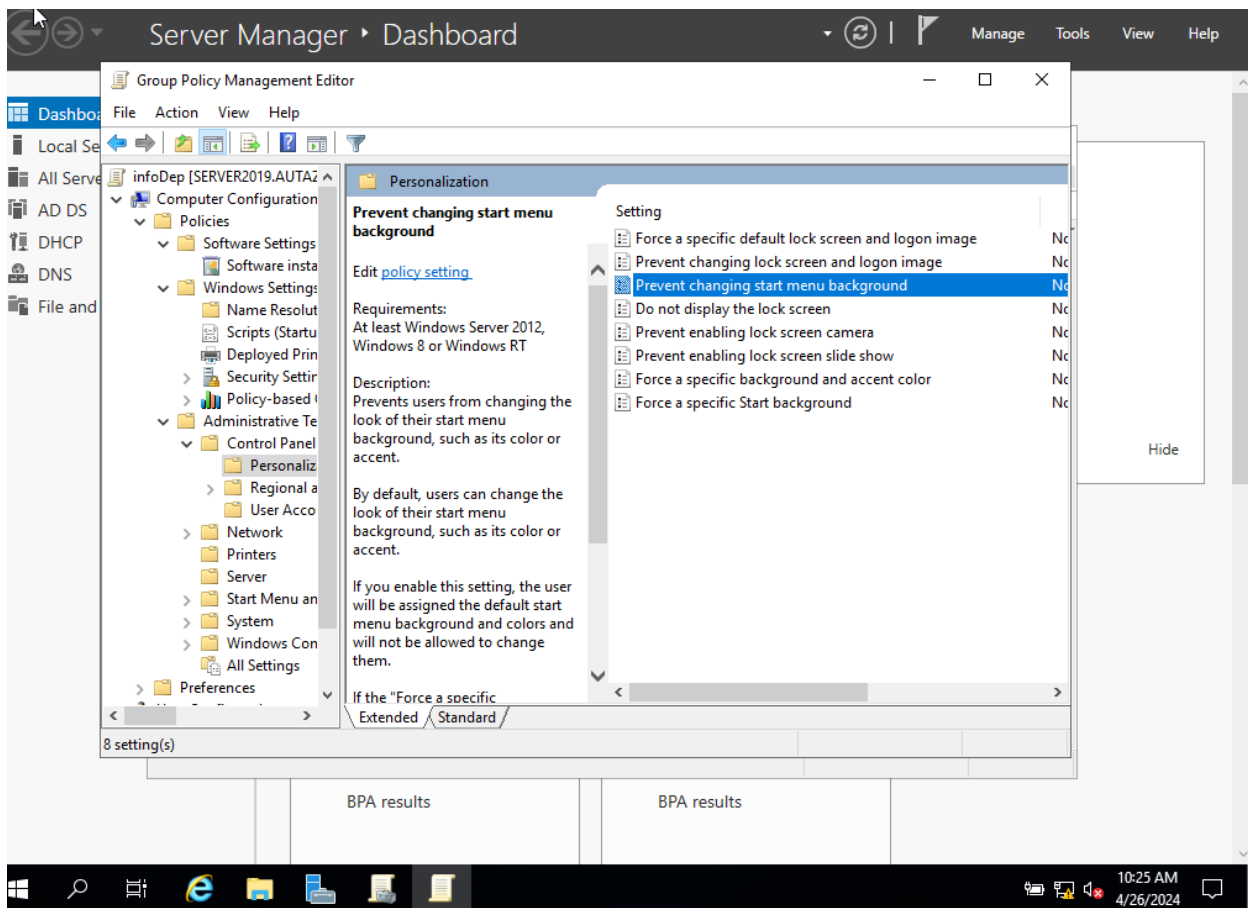 Server Manager ‣ Dashboard
Manage Tools View Help
Group Policy Management Editor
File Action View Help
Dashboa
Local Se
All Serve
AD DS
DHCP
DNS
File and
infoDep [SERVER2019.AUTAZ
Computer Configuration
Policies
Software Settings
Software insta
Windows Settings
Name Resolut
Scripts (Startu
Deployed Prin
Security Settin
Policy-based
Administrative Te
Control Panel
Personaliz
Regional a
User Acco
Network
Printers
Server
Start Menu an
System
Windows Con
All Settings
Preferences
Personalization
Prevent changing start menu
background
Edit policy setting
Requirements:
At least Windows Server 2012,
Windows 8 or Windows RT
Description:
Prevents users from changing the
look of their start menu
background, such as its color or
accent.
By default, users can change the
look of their start menu
background, such as its color or
accent.
If you enable this setting, the user
will be assigned the default start
menu background and colors and
will not be allowed to change
them.
If the "Force a specific
Setting
Force a specific default lock screen and logon image No
Prevent changing lock screen and logon image No
Prevent changing start menu background No
Do not display the lock screen No
Prevent enabling lock screen camera No
Prevent enabling lock screen slide show No
Force a specific background and accent color No
Force a specific Start background No
Extended Standard
8 setting(s)
Hide
BPA results
BPA results
10:25 AM
4/26/2024